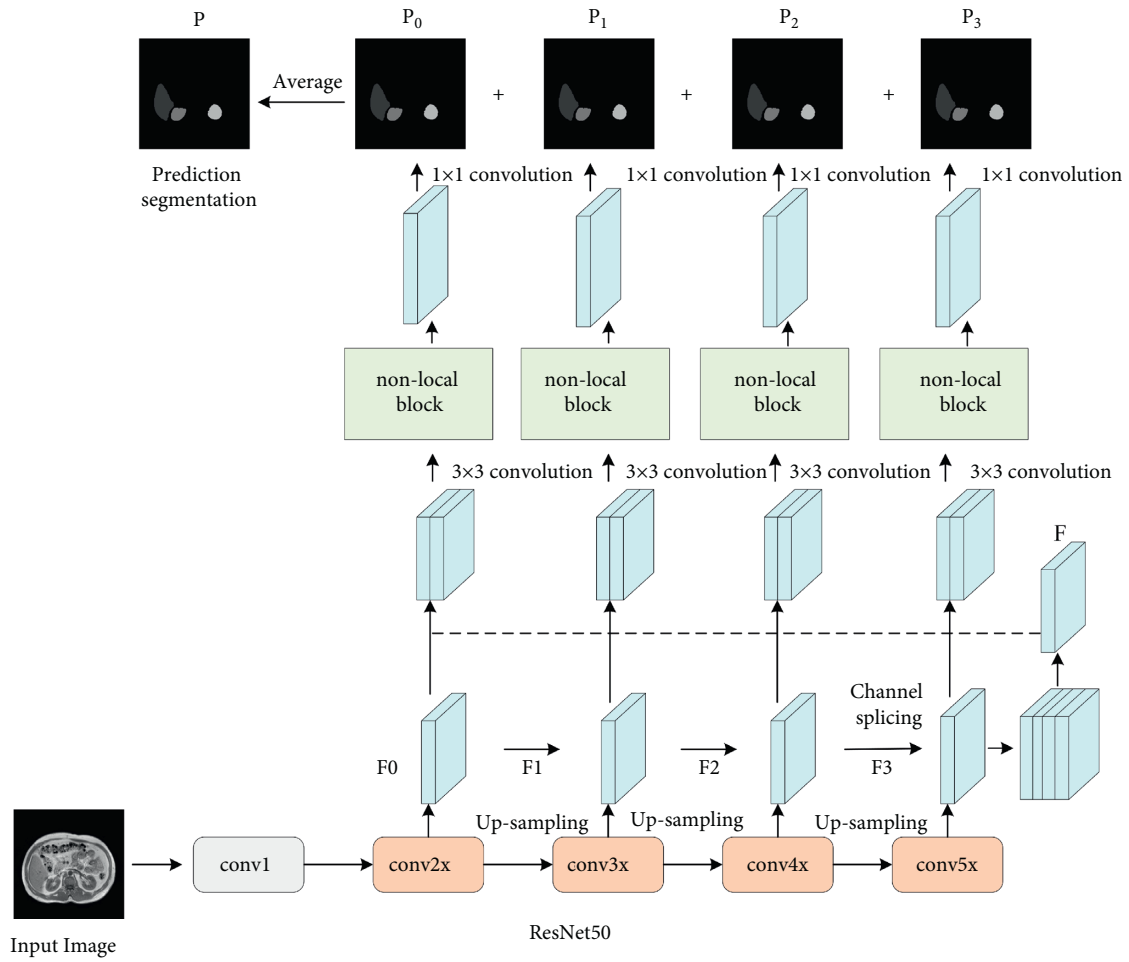 P P₀ P₁ P₂ P₃
Average + + +
Prediction
segmentation
1×1 convolution 1×1 convolution 1×1 convolution 1×1 convolution
non-local non-local non-local non-local
block block block block
3×3 convolution 3×3 convolution 3×3 convolution 3×3 convolution
F
Channel
splicing
F0 F1 F2 F3
Up-sampling Up-sampling Up-sampling
conv1 conv2x conv3x conv4x conv5x
ResNet50
Input Image